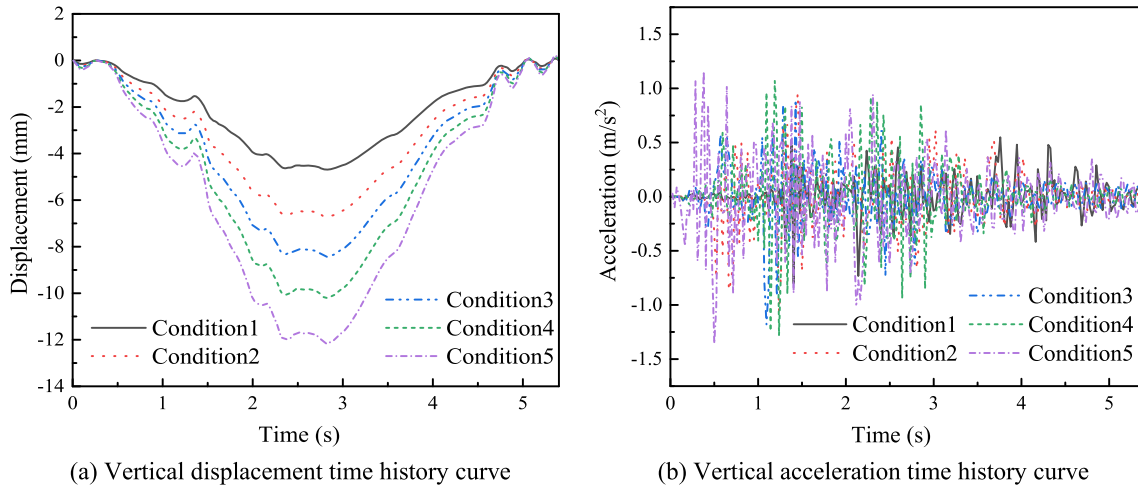 2
0
-2
-4
-6
-8
-10
-12
-14
Displacement (mm)
0 1 2 3 4 5
Time (s)
Condition1
Condition2
Condition3
Condition4
Condition5
(a) Vertical displacement time history curve
1.5
1.0
0.5
0.0
-0.5
-1.0
-1.5
Acceleration (m/s²)
0 1 2 3 4 5
Time (s)
Condition1
Condition2
Condition3
Condition4
Condition5
(b) Vertical acceleration time history curve